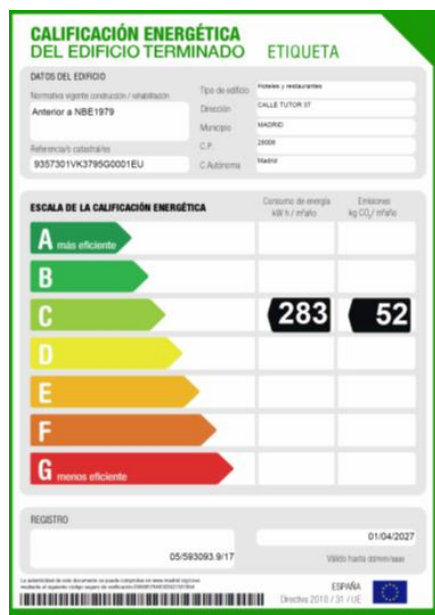 CALIFICACIÓN ENERGÉTICA
DEL EDIFICIO TERMINADO ETIQUETA
DATOS DEL EDIFICIO
Normativa vigente construcción / rehabilitación
Anterior a NBE1979
Referencia/s catastral/es
9357301VK3795G0001EU
Tipo de edificio Hoteles y restaurantes
Dirección CALLE TUTOR 37
Municipio MADRID
C.P. 28008
C.Autónoma Madrid
ESCALA DE LA CALIFICACIÓN ENERGÉTICA
Consumo de energía
kW h / m²año
Emisiones
kg CO₂/ m²año
A más eficiente
B
C 283 52
D
E
F
G menos eficiente
REGISTRO
05/593093.9/17
01/04/2027
Válido hasta dd/mm/aaaa
ESPAÑA
Directiva 2010 / 31 / UE